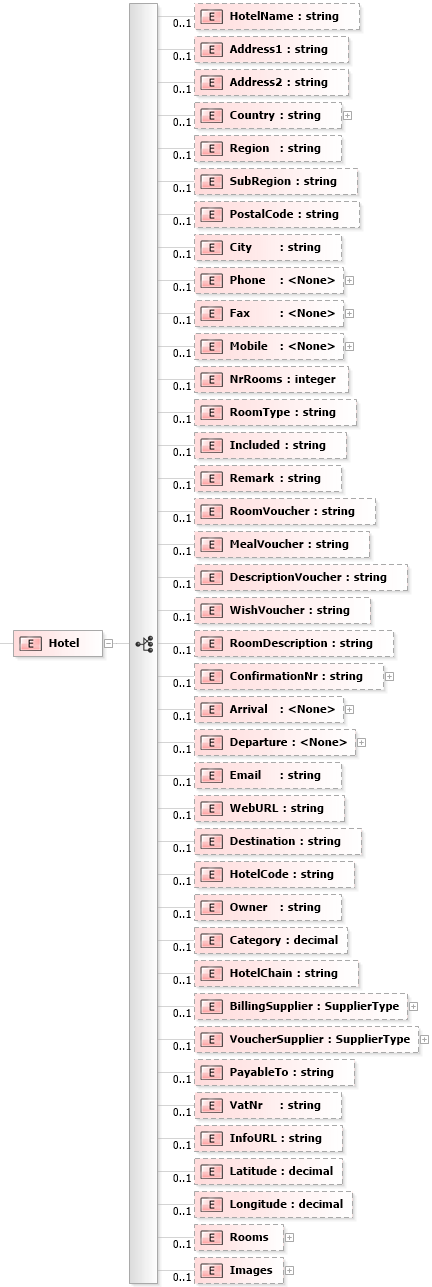 0..1 E HotelName : string
0..1 E Address1 : string
0..1 E Address2 : string
0..1 E Country : string
0..1 E Region : string
0..1 E SubRegion : string
0..1 E PostalCode : string
0..1 E City : string
0..1 E Phone : <None>
0..1 E Fax : <None>
0..1 E Mobile : <None>
0..1 E NrRooms : integer
0..1 E RoomType : string
0..1 E Included : string
0..1 E Remark : string
0..1 E RoomVoucher : string
0..1 E MealVoucher : string
0..1 E DescriptionVoucher : string
0..1 E WishVoucher : string
E Hotel
0..1 E RoomDescription : string
0..1 E ConfirmationNr : string
0..1 E Arrival : <None>
0..1 E Departure : <None>
0..1 E Email : string
0..1 E WebURL : string
0..1 E Destination : string
0..1 E HotelCode : string
0..1 E Owner : string
0..1 E Category : decimal
0..1 E HotelChain : string
0..1 E BillingSupplier : SupplierType
0..1 E VoucherSupplier : SupplierType
0..1 E PayableTo : string
0..1 E VatNr : string
0..1 E InfoURL : string
0..1 E Latitude : decimal
0..1 E Longitude : decimal
0..1 E Rooms
0..1 E Images